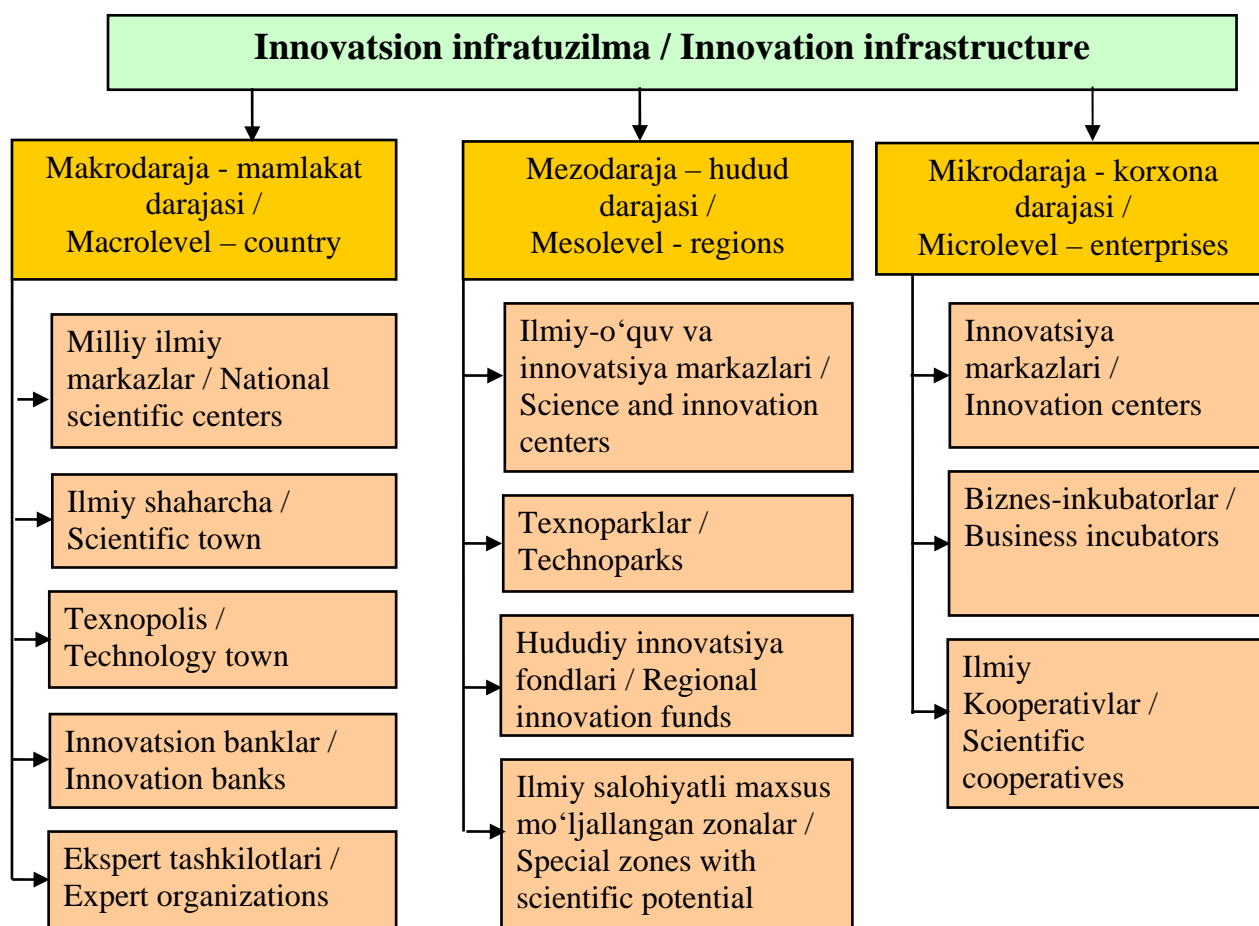 Innovatsion infratuzilma / Innovation infrastructure
Makrodaraja - mamlakat
darajasi /
Macrolevel – country
Milliy ilmiy
markazlar / National
scientific centers
Ilmiy shaharcha /
Scientific town
Texnopolis /
Technology town
Innovatsion banklar /
Innovation banks
Ekspert tashkilotlari /
Expert organizations
Mezodaraja – hudud
darajasi /
Mesolevel - regions
Ilmiy-o‘quv va
innovatsiya markazlari /
Science and innovation
centers
Texnoparklar /
Technoparks
Hududiy innovatsiya
fondlari / Regional
innovation funds
Ilmiy salohiyatli maxsus
mo‘ljallangan zonalar /
Special zones with
scientific potential
Mikrodaraja - korxona
darajasi /
Microlevel – enterprises
Innovatsiya
markazlari /
Innovation centers
Biznes-inkubatorlar /
Business incubators
Ilmiy
Kooperativlar /
Scientific
cooperatives